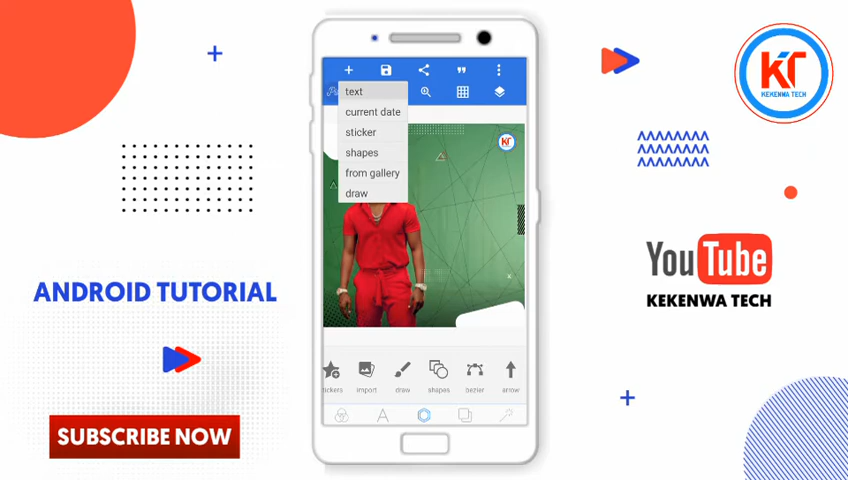 KT
KEKENWA TECH
text
current date
sticker
shapes
from gallery
draw
KT
YouTube
KEKENWA TECH
ANDROID TUTORIAL
tickers
import
draw
shapes
bezier
arrow
A
SUBSCRIBE NOW